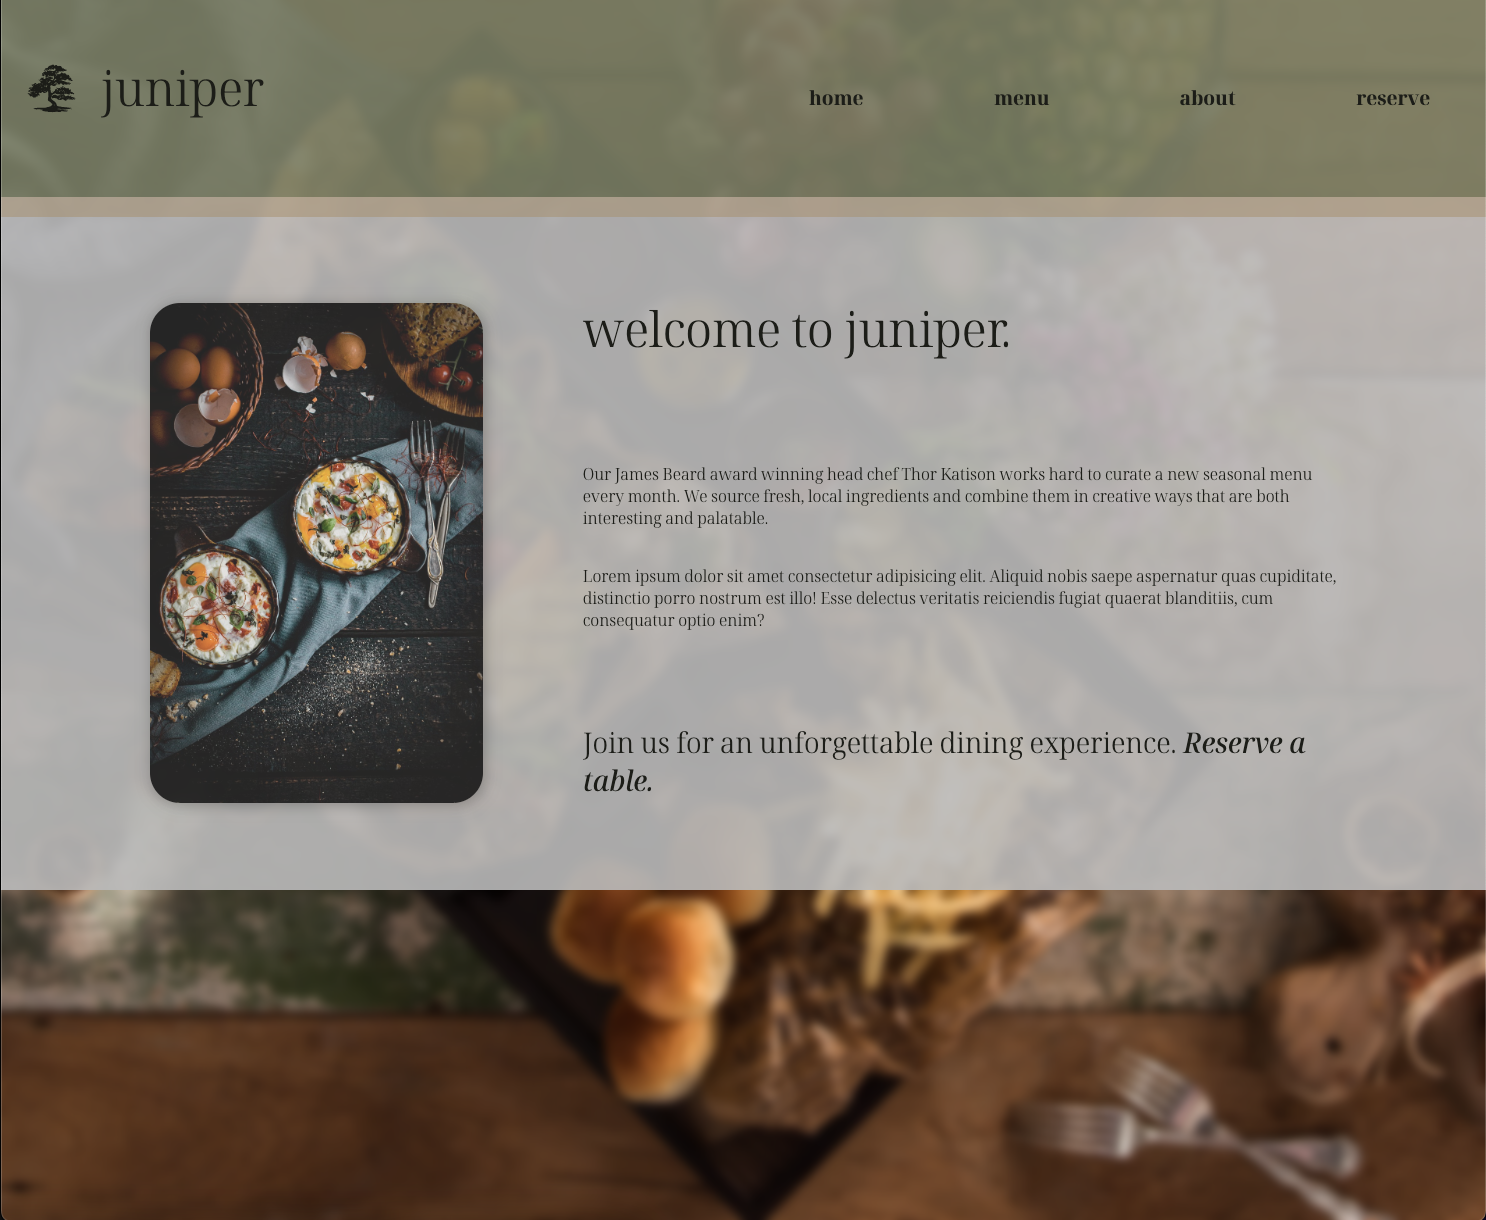 juniper
home menu about reserve
welcome to juniper.
Our James Beard award winning head chef Thor Katison works hard to curate a new seasonal menu
every month. We source fresh, local ingredients and combine them in creative ways that are both
interesting and palatable.
Lorem ipsum dolor sit amet consectetur adipisicing elit. Aliquid nobis saepe aspernatur quas cupiditate,
distinctio porro nostrum est illo! Esse delectus veritatis reiciendis fugiat quaerat blanditiis, cum
consequatur optio enim?
Join us for an unforgettable dining experience. Reserve a
table.